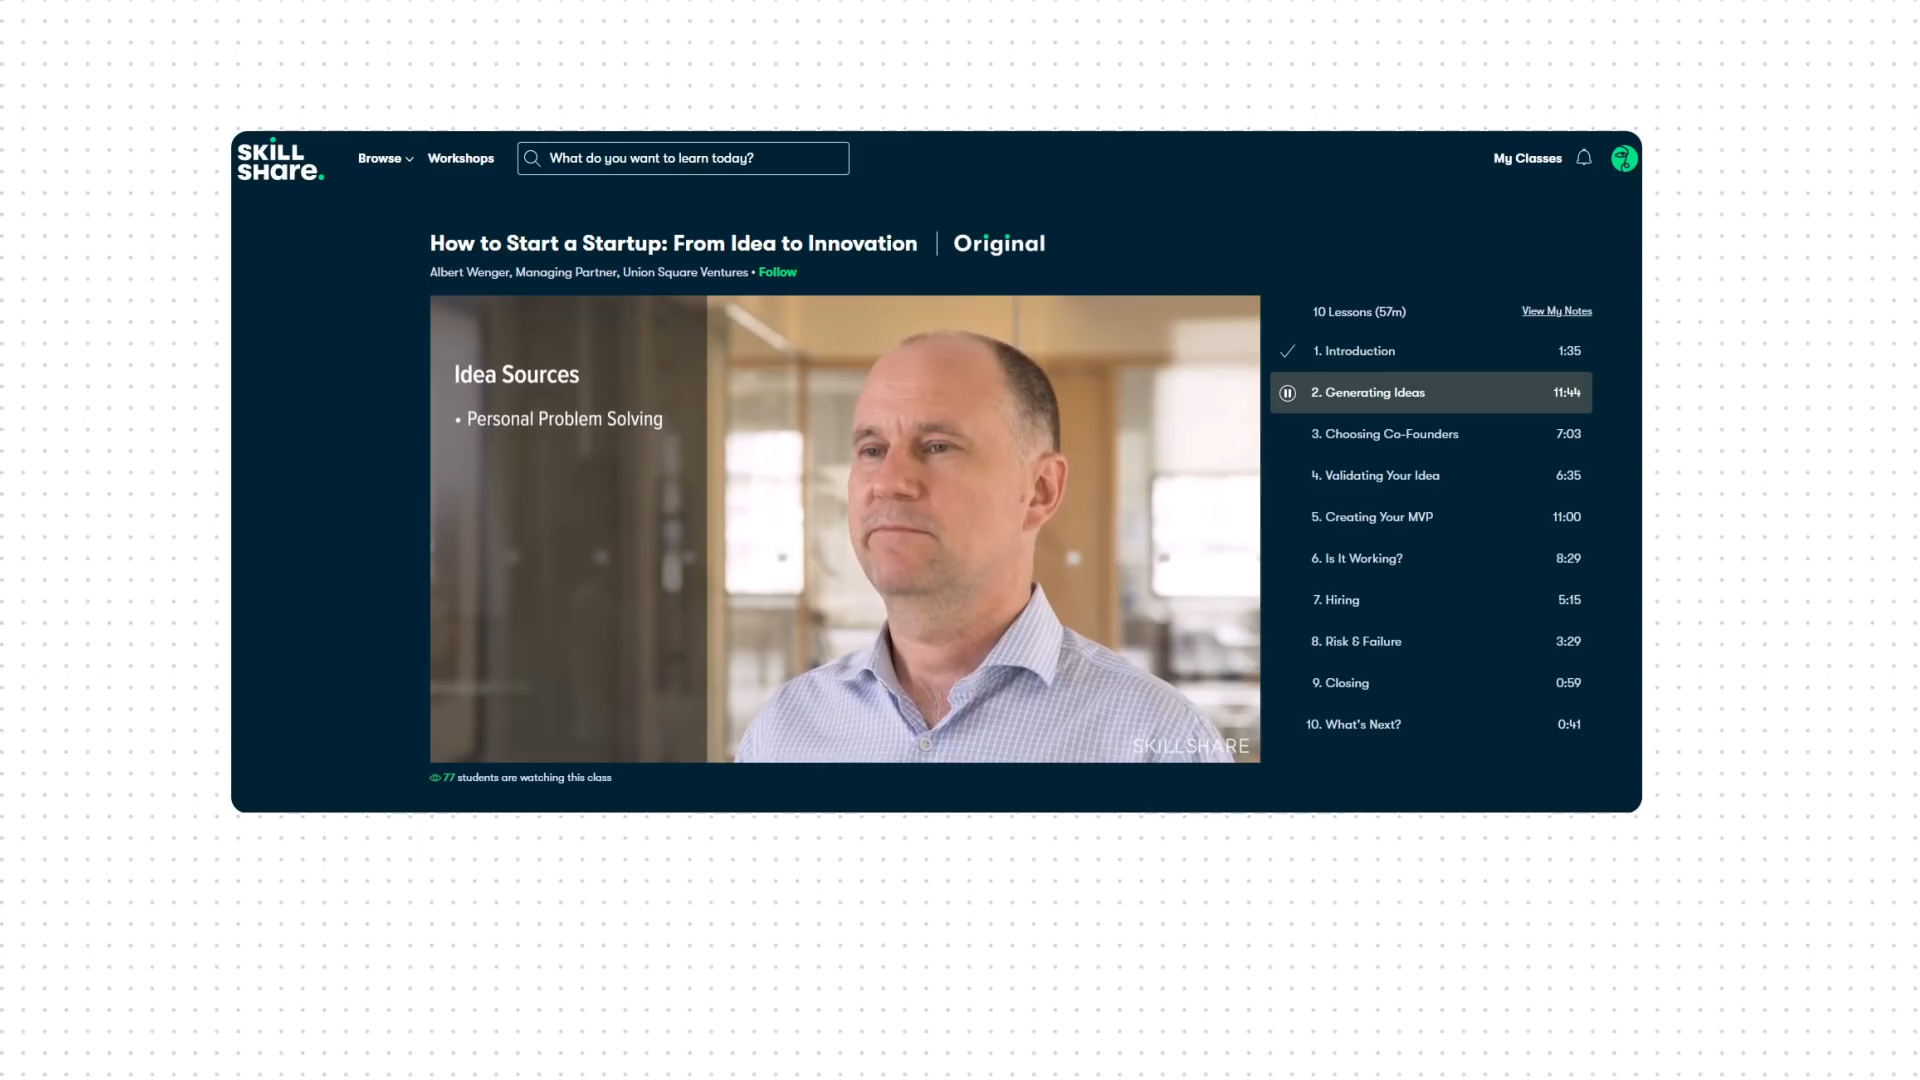 SKILL
SHare.
Browse
Workshops
What do you want to learn today?
My Classes
How to Start a Startup: From Idea to Innovation | Original
Albert Wenger, Managing Partner, Union Square Ventures • Follow
Idea Sources
• Personal Problem Solving
SKILLSHARE
77 students are watching this class
10 Lessons (57m)
View My Notes
1. Introduction 1:35
2. Generating Ideas 11:44
3. Choosing Co-Founders 7:03
4. Validating Your Idea 6:35
5. Creating Your MVP 11:00
6. Is It Working? 8:29
7. Hiring 5:15
8. Risk & Failure 3:29
9. Closing 0:59
10. What's Next? 0:41